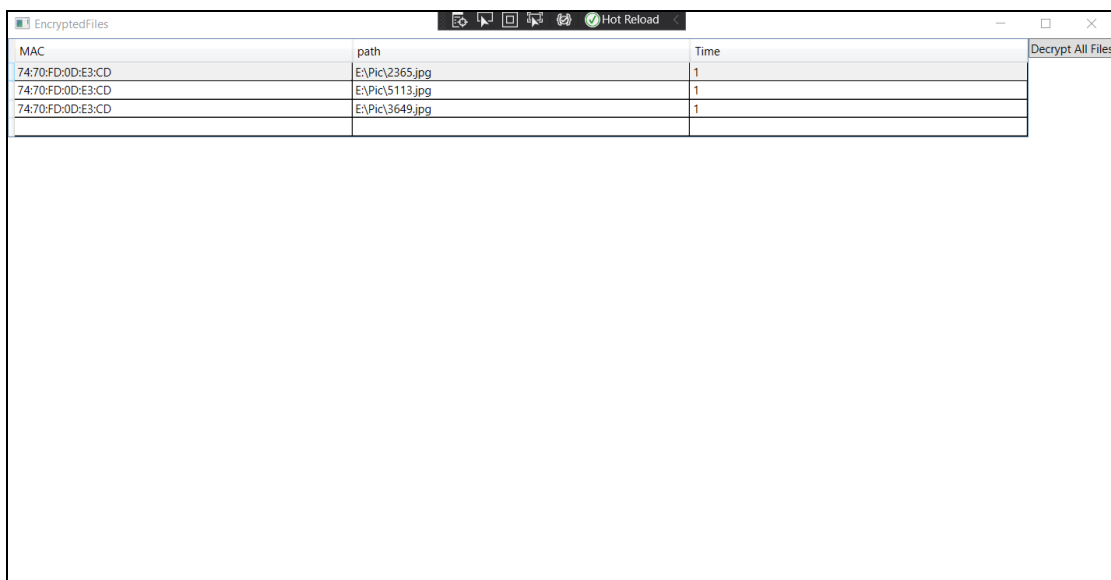 EncryptedFiles Hot Reload
MAC path Time Decrypt All Files
74:70:FD:0D:E3:CD E:\Pic\2365.jpg 1
74:70:FD:0D:E3:CD E:\Pic\5113.jpg 1
74:70:FD:0D:E3:CD E:\Pic\3649.jpg 1